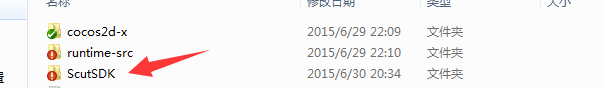 名称 修改日期 类型 大小
cocos2d-x 2015/6/29 22:09 文件夹
runtime-src 2015/6/29 22:10 文件夹
ScutSDK 2015/6/30 20:34 文件夹